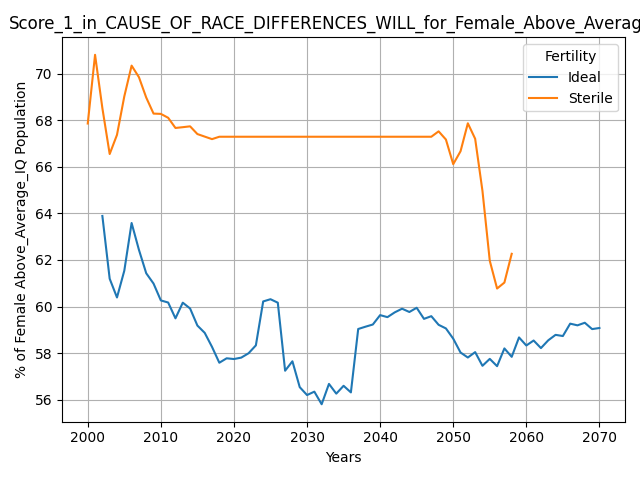 Score_1_in_CAUSE_OF_RACE_DIFFERENCES_WILL_for_Female_Above_Averag
Fertility
Ideal
Sterile
% of Female Above_Average_IQ Population
70
68
66
64
62
60
58
56
2000 2010 2020 2030 2040 2050 2060 2070
Years